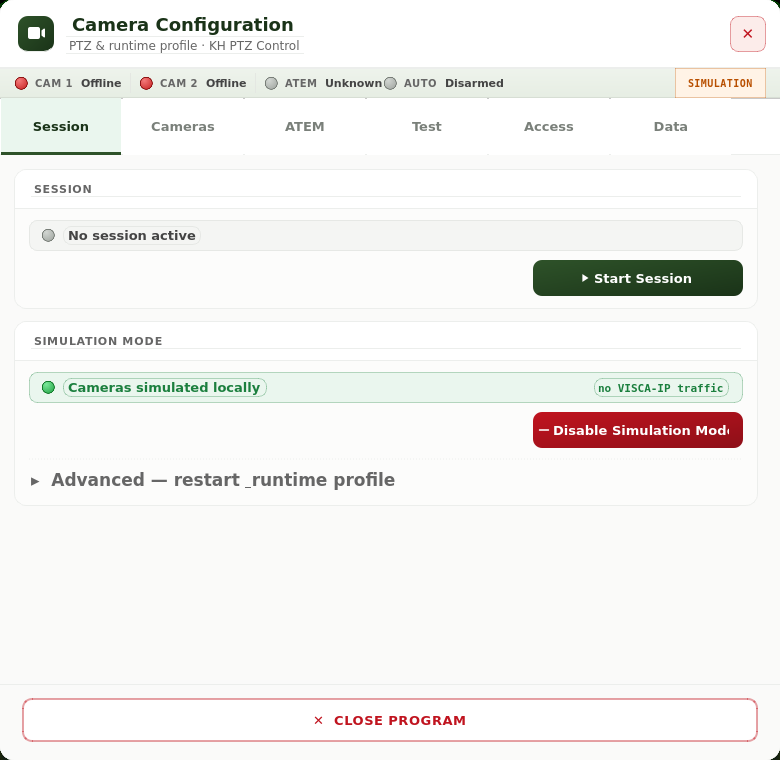 Camera Configuration
PTZ & runtime profile · KH PTZ Control
✕
CAM 1 Offline CAM 2 Offline ATEM Unknown AUTO Disarmed SIMULATION
Session Cameras ATEM Test Access Data
SESSION
No session active
Start Session
SIMULATION MODE
Cameras simulated locally no VISCA-IP traffic
— Disable Simulation Mod
▸ Advanced — restart _runtime profile
✕ CLOSE PROGRAM